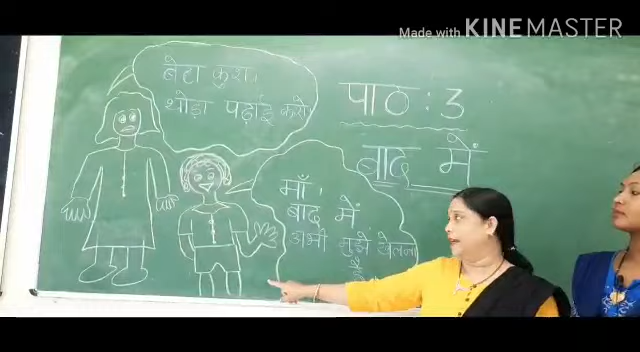 Made with KINEMASTER
बेटा कुश।
थोड़ा पढ़ाई करो
पाठ : 3
बाद में
माँ,
बाद में
अभी मुझे खेलना
है